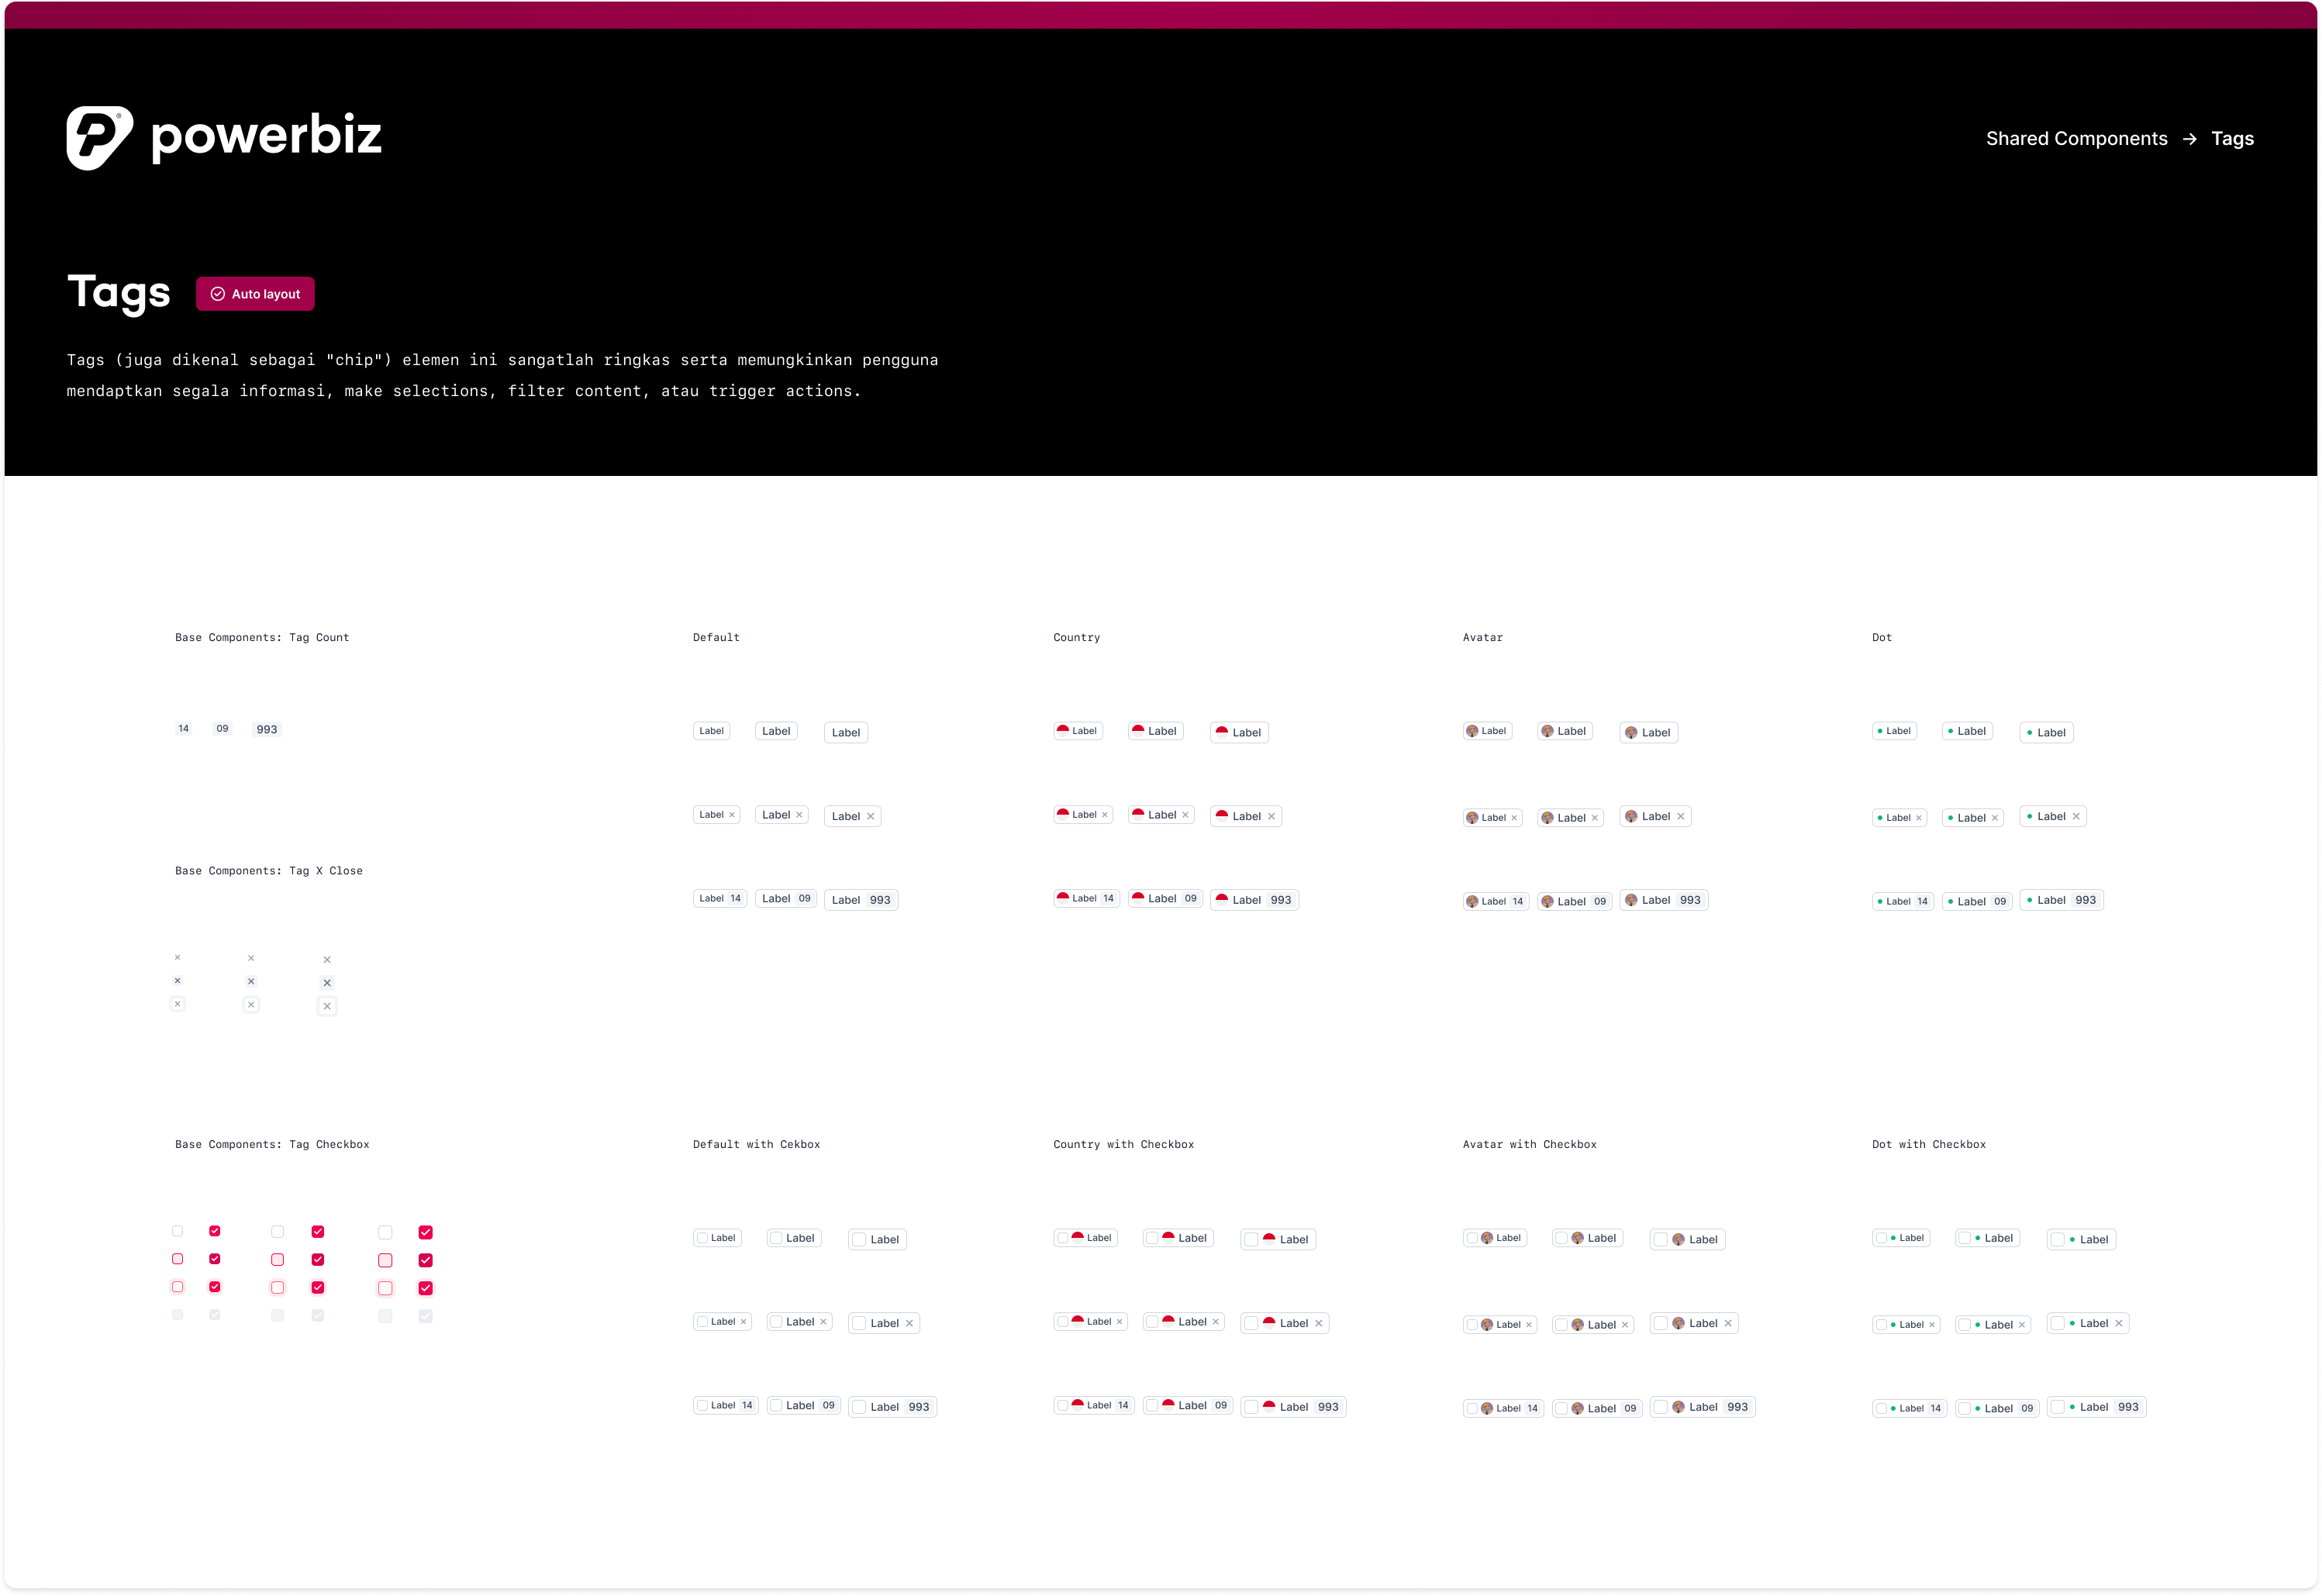 powerbiz
Shared Components → Tags
Tags
Auto layout
Tags (juga dikenal sebagai "chip") elemen ini sangatlah ringkas serta memungkinkan pengguna
mendaptkan segala informasi, make selections, filter content, atau trigger actions.
Base Components: Tag Count
Default
Country
Avatar
Dot
14 09 993
Label Label Label
Label Label Label
Label Label Label
Label Label Label
Label Label Label
Label Label Label
Label Label Label
Label Label Label
Base Components: Tag X Close
Label 14 Label 09 Label 993
Label 14 Label 09 Label 993
Label 14 Label 09 Label 993
Label 14 Label 09 Label 993
Base Components: Tag Checkbox
Default with Cekbox
Country with Checkbox
Avatar with Checkbox
Dot with Checkbox
Label Label Label
Label Label Label
Label Label Label
Label Label Label
Label Label Label
Label Label Label
Label Label Label
Label Label Label
Label 14 Label 09 Label 993
Label 14 Label 09 Label 993
Label 14 Label 09 Label 993
Label 14 Label 09 Label 993